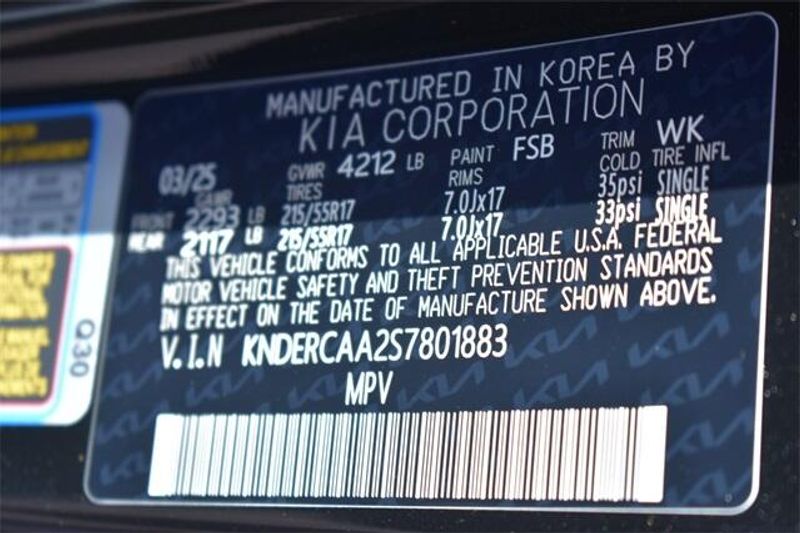 MANUFACTURED IN KOREA BY
KIA CORPORATION
03/25 GVWR 4212 LB PAINT FSB TRIM WK
GAWR TIRES RIMS COLD TIRE INFL
FRONT 2293 LB 215/55R17 7.0Jx17 35psi SINGLE
REAR 2117 LB 215/55R17 7.0Jx17 33psi SINGLE
THIS VEHICLE CONFORMS TO ALL APPLICABLE U.S.A. FEDERAL
MOTOR VEHICLE SAFETY AND THEFT PREVENTION STANDARDS
IN EFFECT ON THE DATE OF MANUFACTURE SHOWN ABOVE.
V.I.N KNDERCAA2S7801883
MPV
Q30